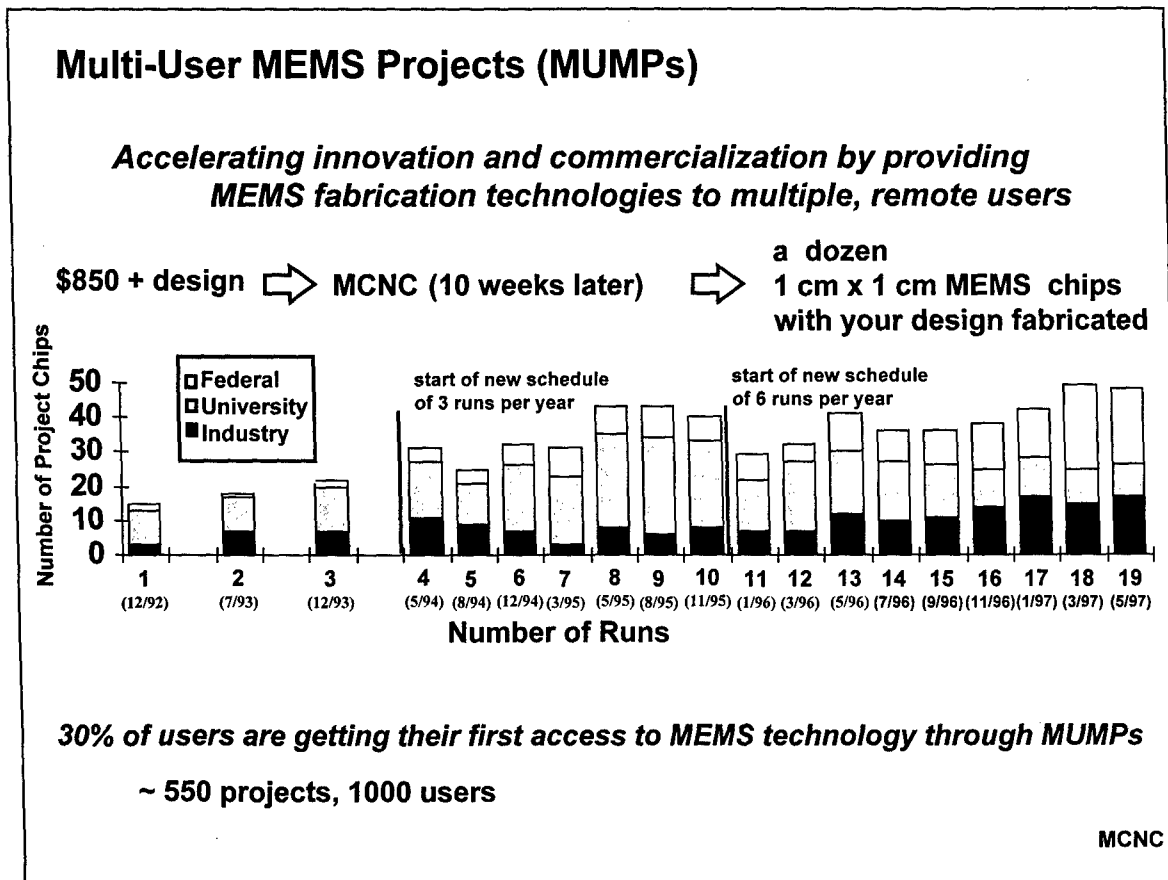 Multi-User MEMS Projects (MUMPs)
Accelerating innovation and commercialization by providing
MEMS fabrication technologies to multiple, remote users
$850 + design
MCNC (10 weeks later)
a dozen
1 cm x 1 cm MEMS chips
with your design fabricated
Number of Project Chips
50
40
30
20
10
0
Federal
University
Industry
start of new schedule
of 3 runs per year
start of new schedule
of 6 runs per year
1 2 3 4 5 6 7 8 9 10 11 12 13 14 15 16 17 18 19
(12/92) (7/93) (12/93) (5/94) (8/94) (12/94) (3/95) (5/95) (8/95) (11/95) (1/96) (3/96) (5/96) (7/96) (9/96) (11/96) (1/97) (3/97) (5/97)
Number of Runs
30% of users are getting their first access to MEMS technology through MUMPs
~ 550 projects, 1000 users
MCNC